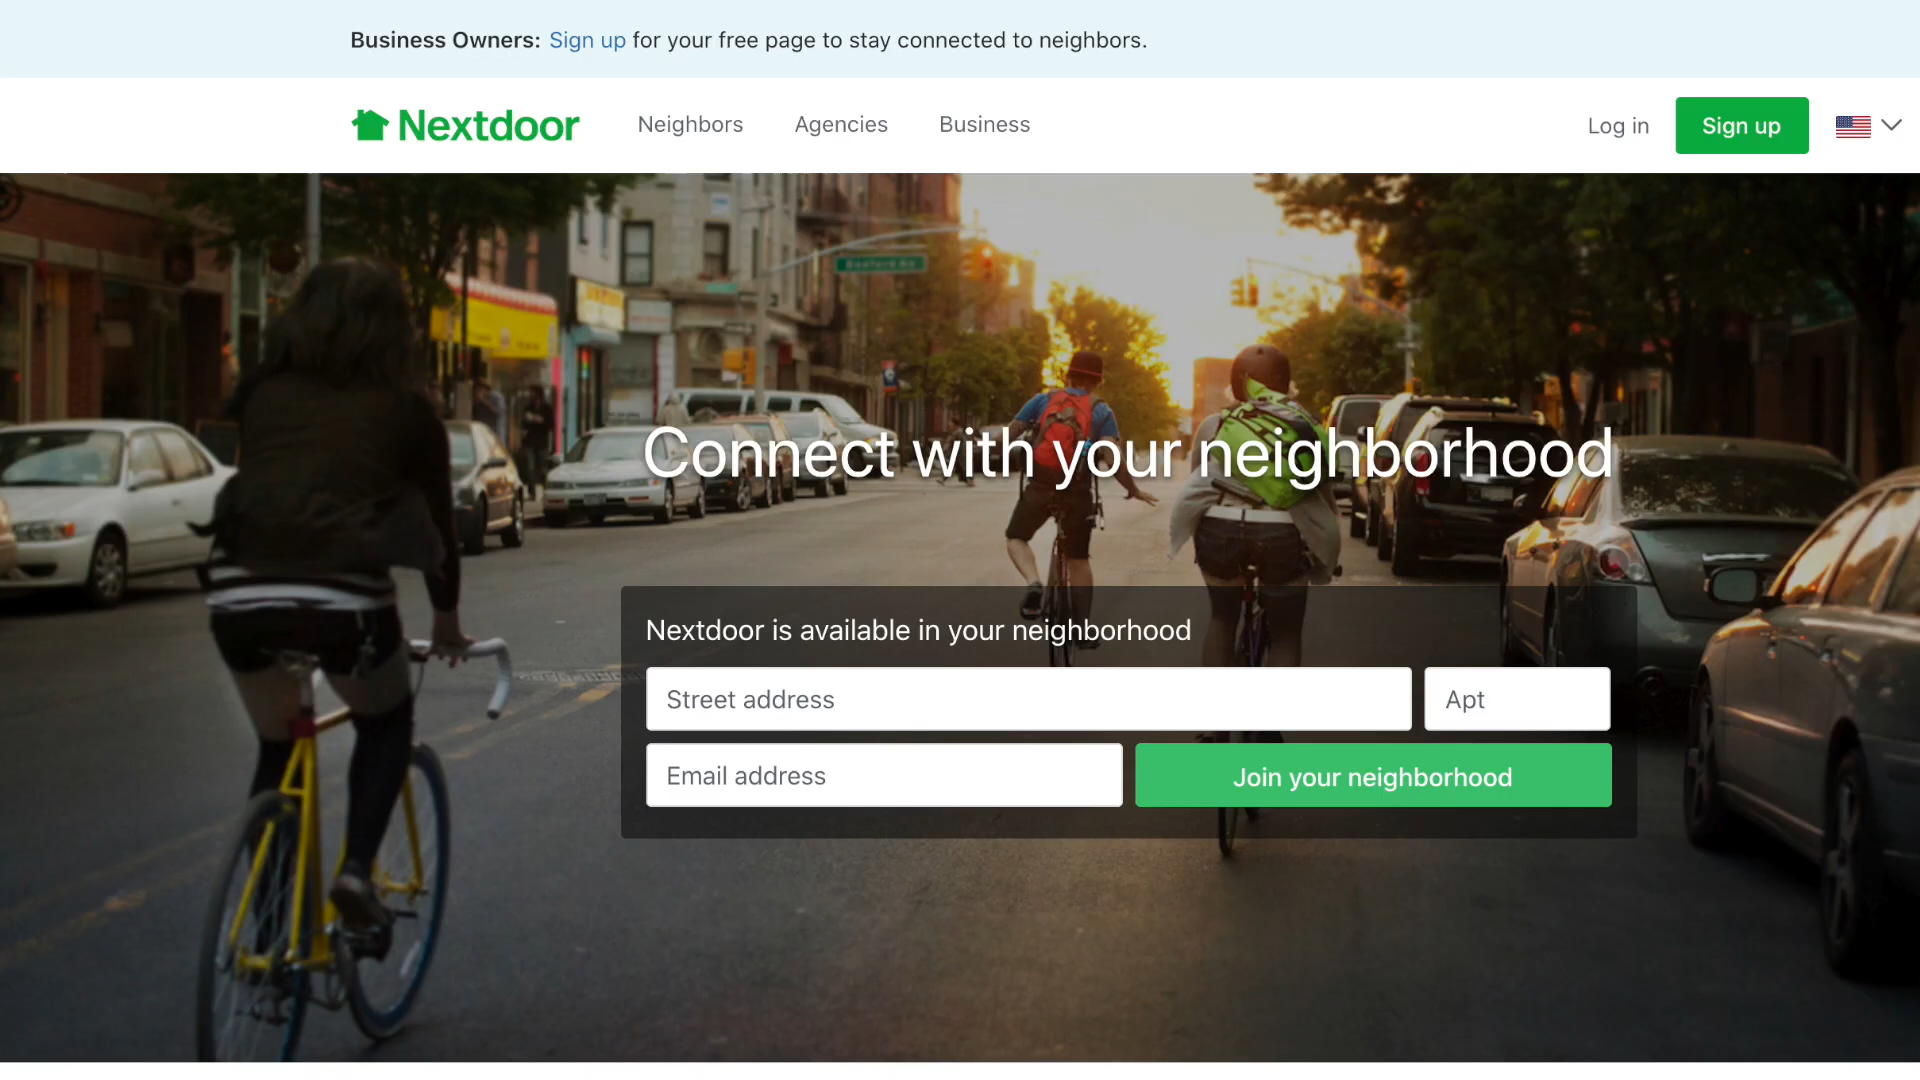 Business Owners: Sign up for your free page to stay connected to neighbors.
Nextdoor Neighbors Agencies Business Log in Sign up
Connect with your neighborhood
Nextdoor is available in your neighborhood
Street address Apt
Email address Join your neighborhood